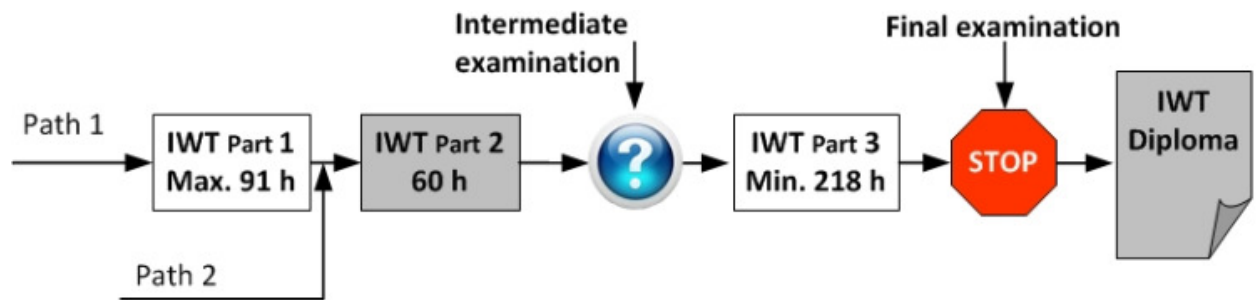 Intermediate
examination
Final examination
Path 1
IWT Part 1
Max. 91 h
IWT Part 2
60 h
?
IWT Part 3
Min. 218 h
STOP
IWT
Diploma
Path 2